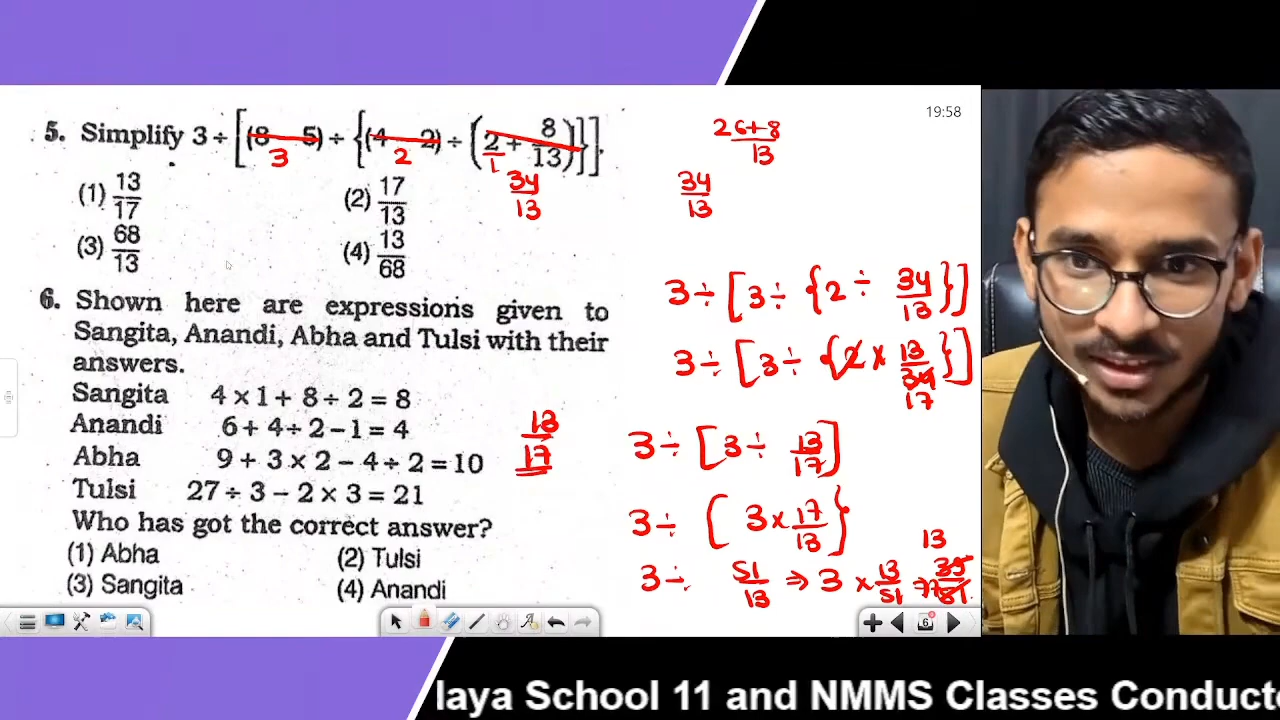 19:58
5. Simplify 3 ÷ [(8 – 5) ÷ {(4 – 2) ÷ (2 + 8/13)}].
3 2 1
34/13
(1) 13/17 (2) 17/13
(3) 68/13 (4) 13/68
6. Shown here are expressions given to
Sangita, Anandi, Abha and Tulsi with their
answers.
Sangita 4 × 1 + 8 ÷ 2 = 8
Anandi 6 + 4 ÷ 2 – 1 = 4
Abha 9 + 3 × 2 – 4 ÷ 2 = 10
Tulsi 27 ÷ 3 – 2 × 3 = 21
Who has got the correct answer?
(1) Abha (2) Tulsi
(3) Sangita (4) Anandi
13/17
26+8/13
34/13
3 ÷ [3 ÷ {2 ÷ 34/13}]
3 ÷ [3 ÷ {2 × 13/34}]
17
3 ÷ [3 ÷ 13/17]
3 ÷ [3 × 17/13}
13
3 ÷ 51/13 ⇒ 3 × 13/51 ⇒
6
laya School 11 and NMMS Classes Conduct